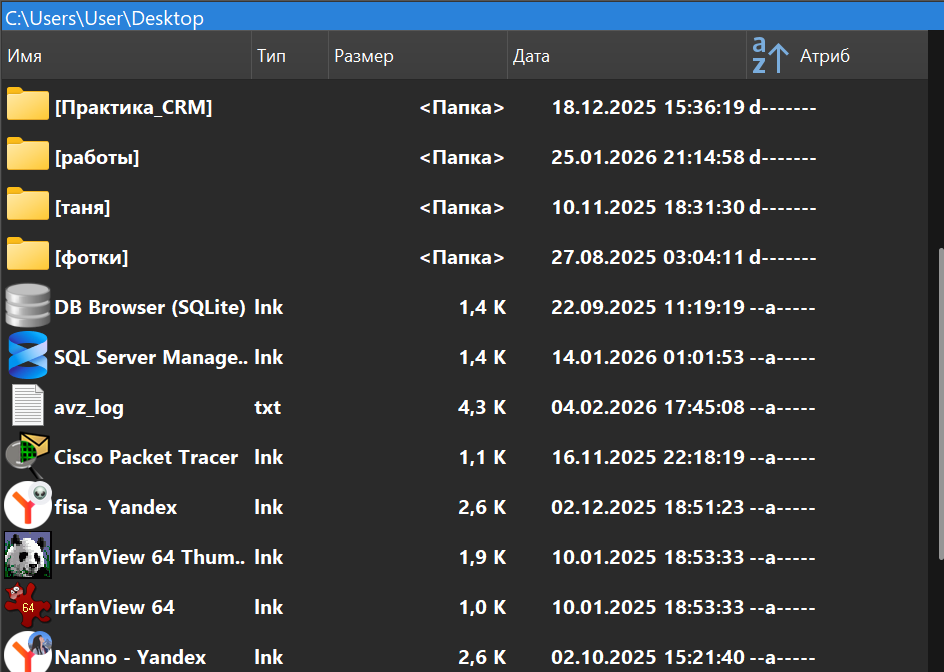 C:\Users\User\Desktop
Имя Тип Размер Дата az Атриб
[Практика_CRM] <Папка> 18.12.2025 15:36:19 d-------
[работы] <Папка> 25.01.2026 21:14:58 d-------
[таня] <Папка> 10.11.2025 18:31:30 d-------
[фотки] <Папка> 27.08.2025 03:04:11 d-------
DB Browser (SQLite) lnk 1,4 K 22.09.2025 11:19:19 --a-----
SQL Server Manage.. lnk 1,4 K 14.01.2026 01:01:53 --a-----
avz_log txt 4,3 K 04.02.2026 17:45:08 --a-----
Cisco Packet Tracer lnk 1,1 K 16.11.2025 22:18:19 --a-----
fisa - Yandex lnk 2,6 K 02.12.2025 18:51:23 --a-----
IrfanView 64 Thum.. lnk 1,9 K 10.01.2025 18:53:33 --a-----
64 IrfanView 64 lnk 1,0 K 10.01.2025 18:53:33 --a-----
Nanno - Yandex lnk 2,6 K 02.10.2025 15:21:40 --a-----